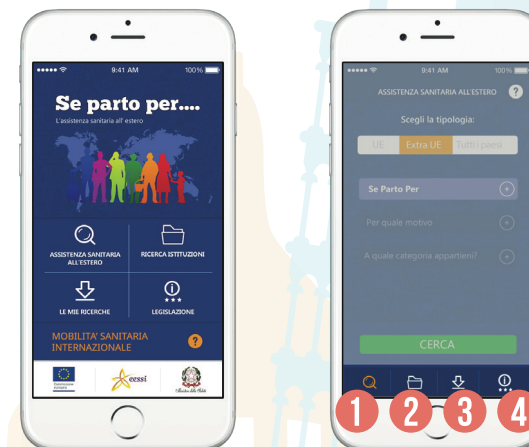 9:41 AM
100%
Se parto per....
L'assistenza sanitaria all' estero
ASSISTENZA SANITARIA
ALL'ESTERO
RICERCA ISTITUZIONI
LE MIE RICERCHE
LEGISLAZIONE
MOBILITA' SANITARIA
INTERNAZIONALE
?
eessi
9:41 AM
100%
ASSISTENZA SANITARIA ALL'ESTERO
?
Scegli la tipologia:
UE
Extra UE
Tutti i paesi
Se Parto Per
Per quale motivo
A quale categoria appartieni?
CERCA
1
2
3
4